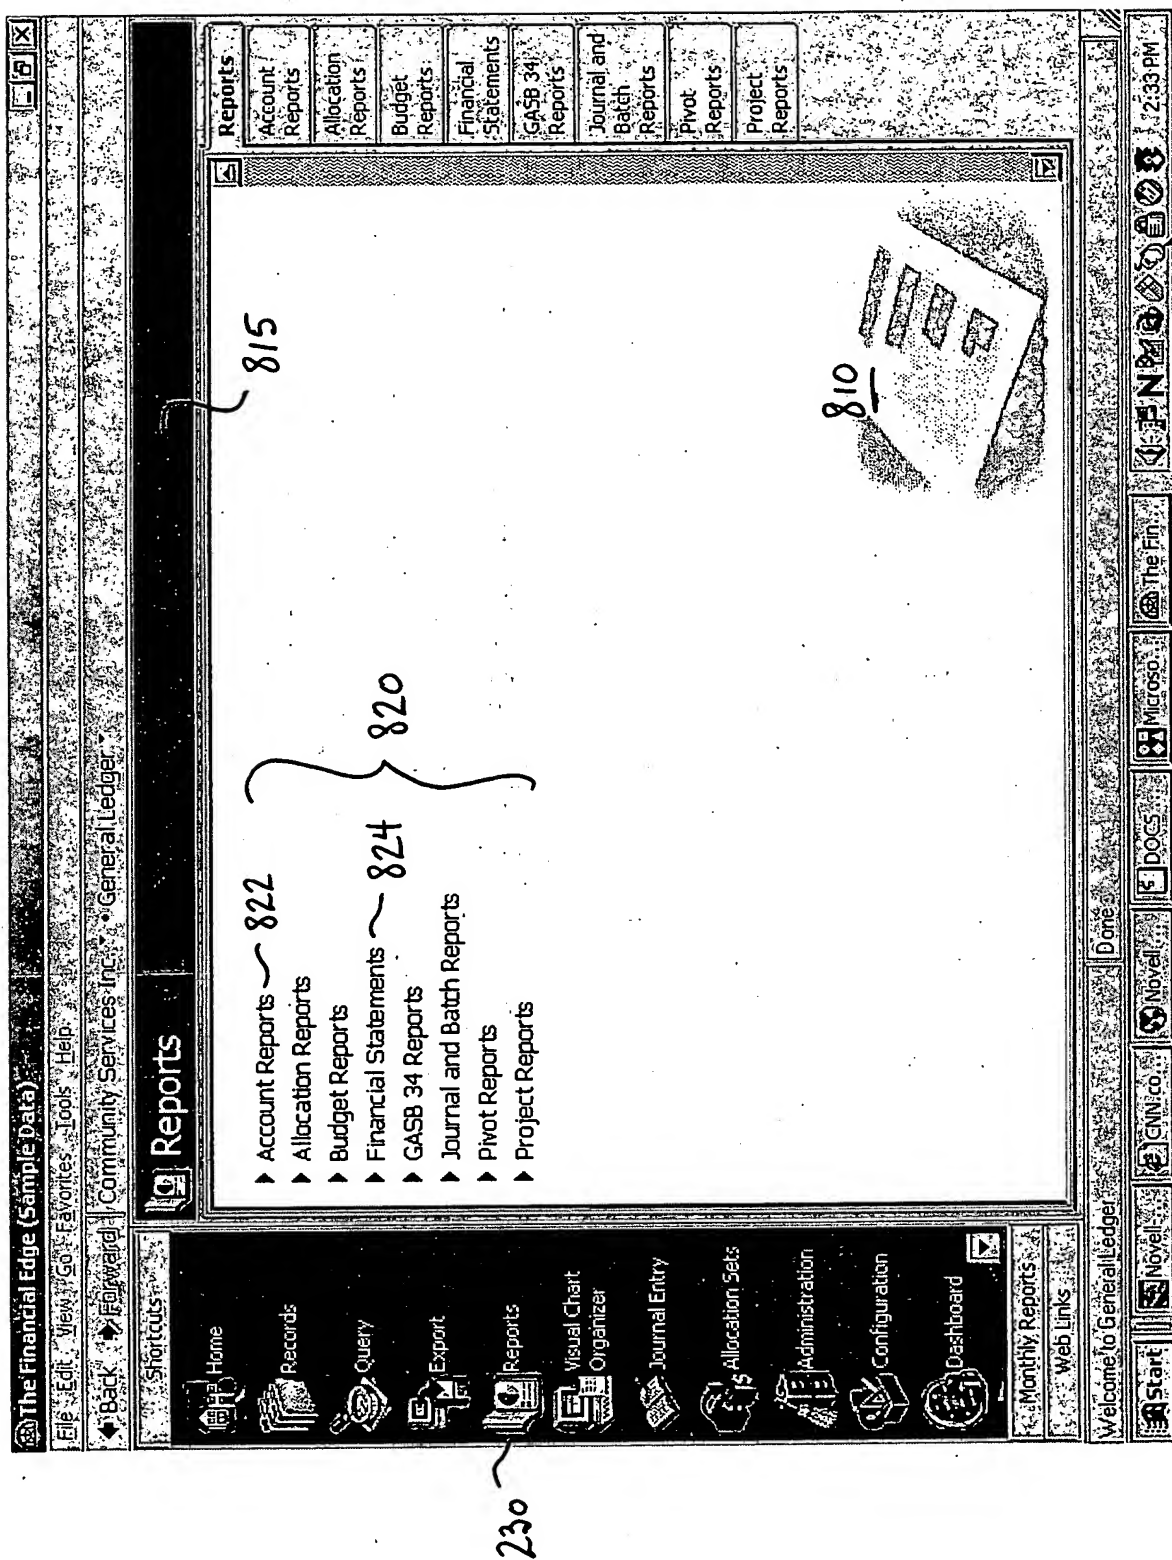 The Financial Edge (Sample Data)
File Edit View Go Favorites Tools Help
Back Forward Community Services Inc. General Ledger
Shortcuts
Home
Records
Query
Export
Reports
Visual Chart
Organizer
Journal Entry
Allocation Sets
Administration
Configuration
Dashboard
Monthly Reports
Web Links
230
Reports
815
Account Reports 822
Allocation Reports
Budget Reports
Financial Statements 824
GASB 34 Reports
Journal and Batch Reports
Pivot Reports
Project Reports
820
810
Reports
Account
Reports
Allocation
Reports
Budget
Reports
Financial
Statements
GASB 34
Reports
Journal and
Batch
Reports
Pivot
Reports
Project
Reports
Welcome to General Ledger Done
Start Novell CNN.co... Novell DOCS Microso... The Fin... 2:33 PM